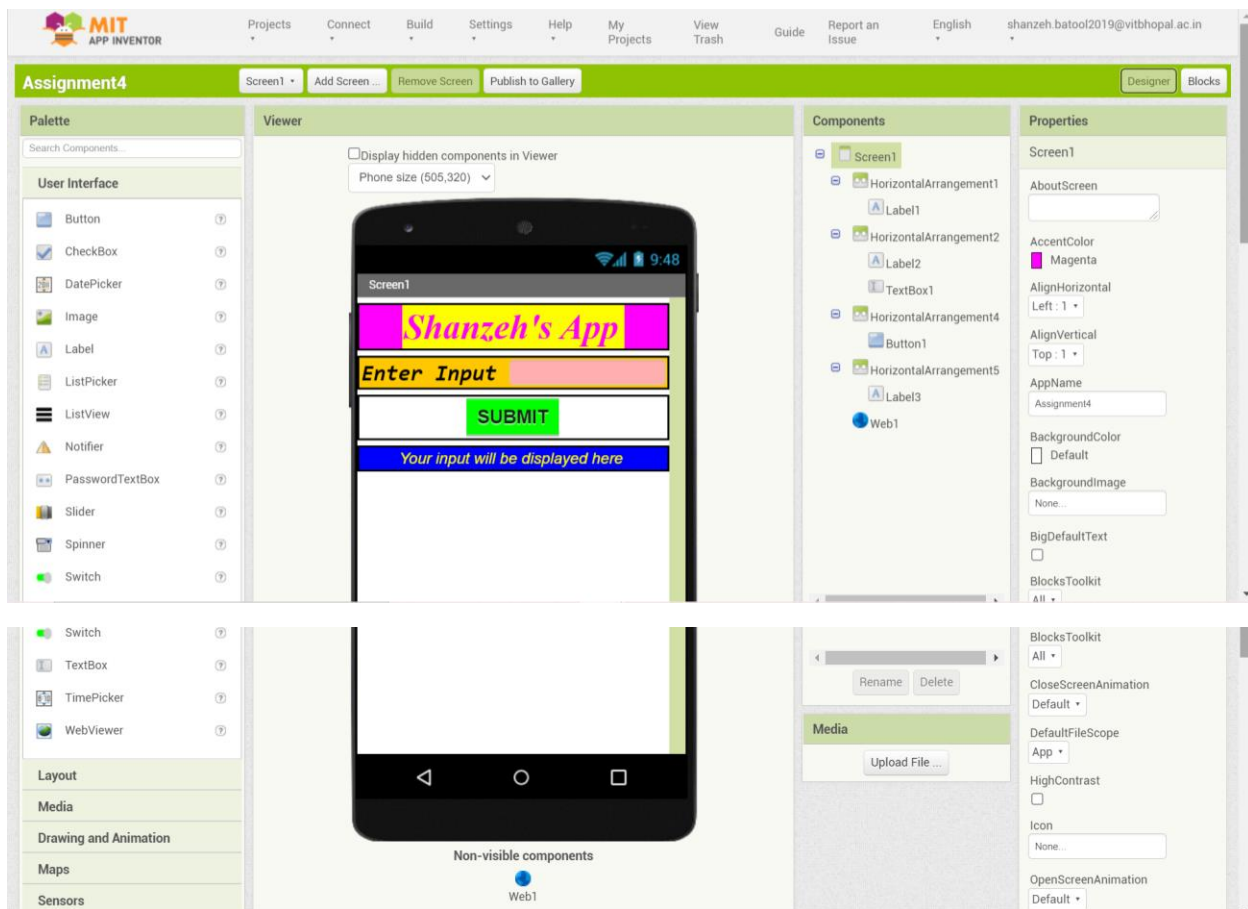 MIT
APP INVENTOR
Projects
Connect
Build
Settings
Help
My
Projects
View
Trash
Guide
Report an
Issue
English
shanzeh.batool2019@vitbhopal.ac.in
Assignment4
Screen1
Add Screen ...
Remove Screen
Publish to Gallery
Designer
Blocks
Palette
Search Components...
User Interface
Button
CheckBox
DatePicker
Image
Label
ListPicker
ListView
Notifier
PasswordTextBox
Slider
Spinner
Switch
Viewer
Display hidden components in Viewer
Phone size (505,320)
9:48
Screen1
Shanzeh's App
Enter Input
SUBMIT
Your input will be displayed here
Components
Screen1
HorizontalArrangement1
Label1
HorizontalArrangement2
Label2
TextBox1
HorizontalArrangement4
Button1
HorizontalArrangement5
Label3
Web1
Properties
Screen1
AboutScreen
AccentColor
Magenta
AlignHorizontal
Left : 1
AlignVertical
Top : 1
AppName
Assignment4
BackgroundColor
Default
BackgroundImage
None...
BigDefaultText
BlocksToolkit
All
Switch
TextBox
TimePicker
WebViewer
Layout
Media
Drawing and Animation
Maps
Sensors
Non-visible components
Web1
Rename
Delete
Media
Upload File ...
BlocksToolkit
All
CloseScreenAnimation
Default
DefaultFileScope
App
HighContrast
Icon
None...
OpenScreenAnimation
Default